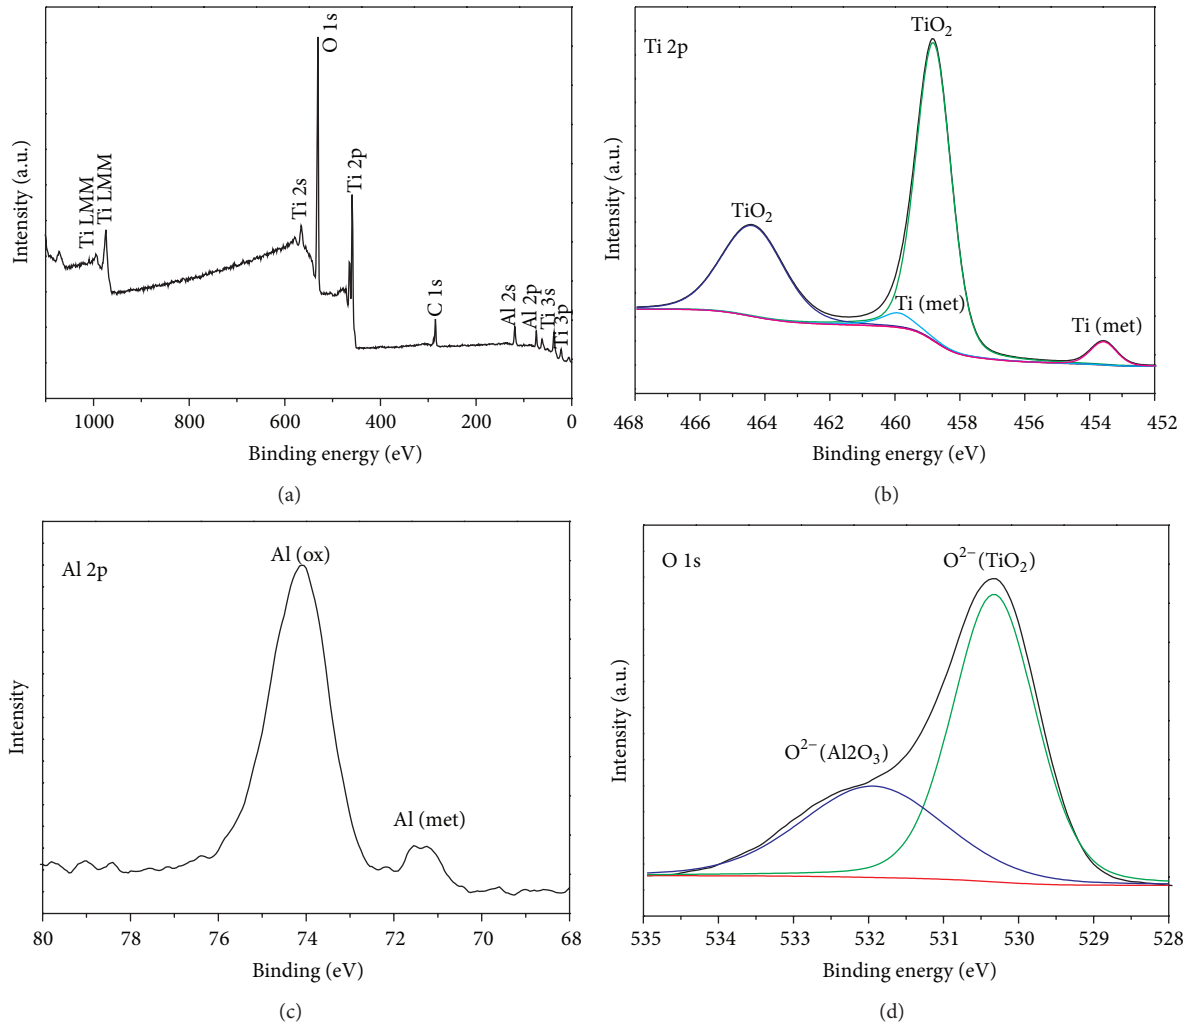 Intensity (a.u.)
Ti LMM
Ti LMM
Ti 2s
O 1s
Ti 2p
C 1s
Al 2s
Al 2p
Ti 3s
Ti 3p
1000 800 600 400 200 0
Binding energy (eV)
(a)
Ti 2p
TiO₂
TiO₂
Ti (met)
Ti (met)
Intensity (a.u.)
468 466 464 462 460 458 456 454 452
Binding energy (eV)
(b)
Al 2p
Al (ox)
Al (met)
Intensity
80 78 76 74 72 70 68
Binding (eV)
(c)
O 1s
O²⁻(TiO₂)
O²⁻(Al2O₃)
Intensity (a.u.)
535 534 533 532 531 530 529 528
Binding energy (eV)
(d)